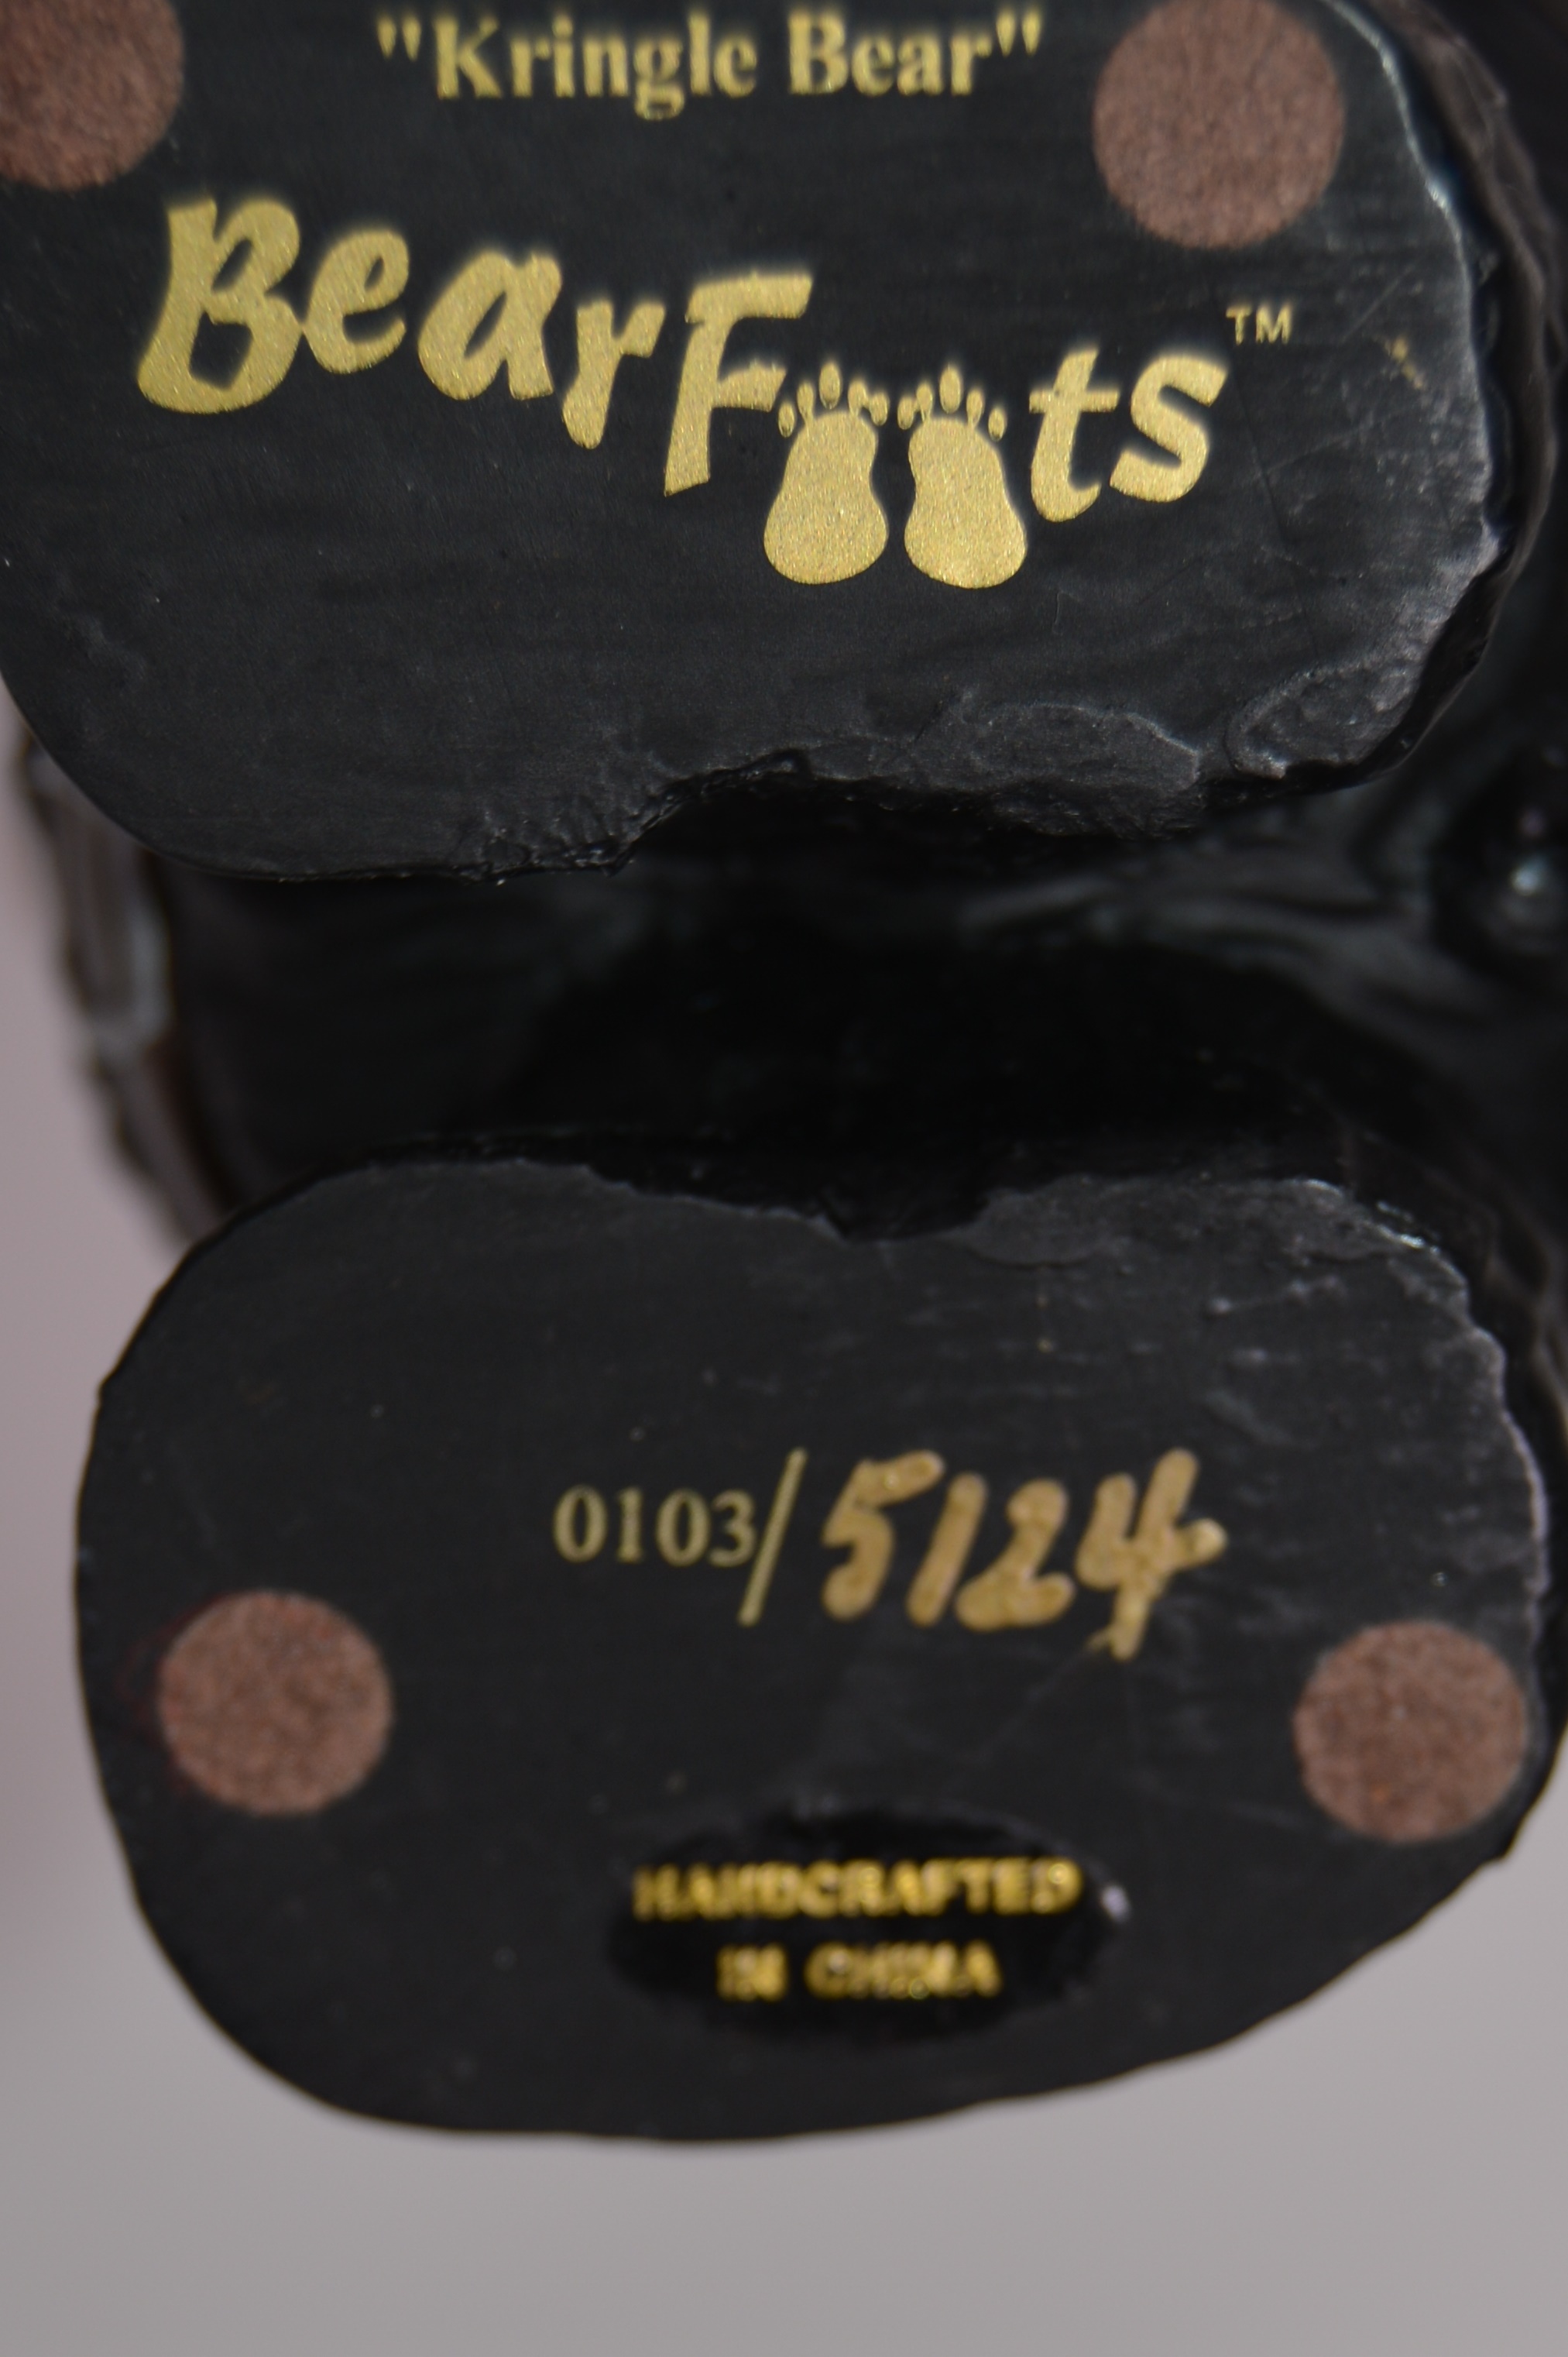 "Kringle Bear"
BearFoots™
0103/5124
HANDCRAFTED
IN CHINA